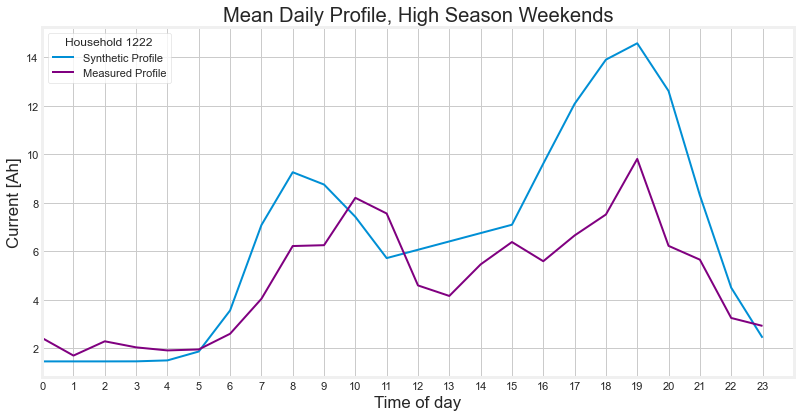 Mean Daily Profile, High Season Weekends
Household 1222
Synthetic Profile
Measured Profile
Current [Ah]
14
12
10
8
6
4
2
0 1 2 3 4 5 6 7 8 9 10 11 12 13 14 15 16 17 18 19 20 21 22 23
Time of day